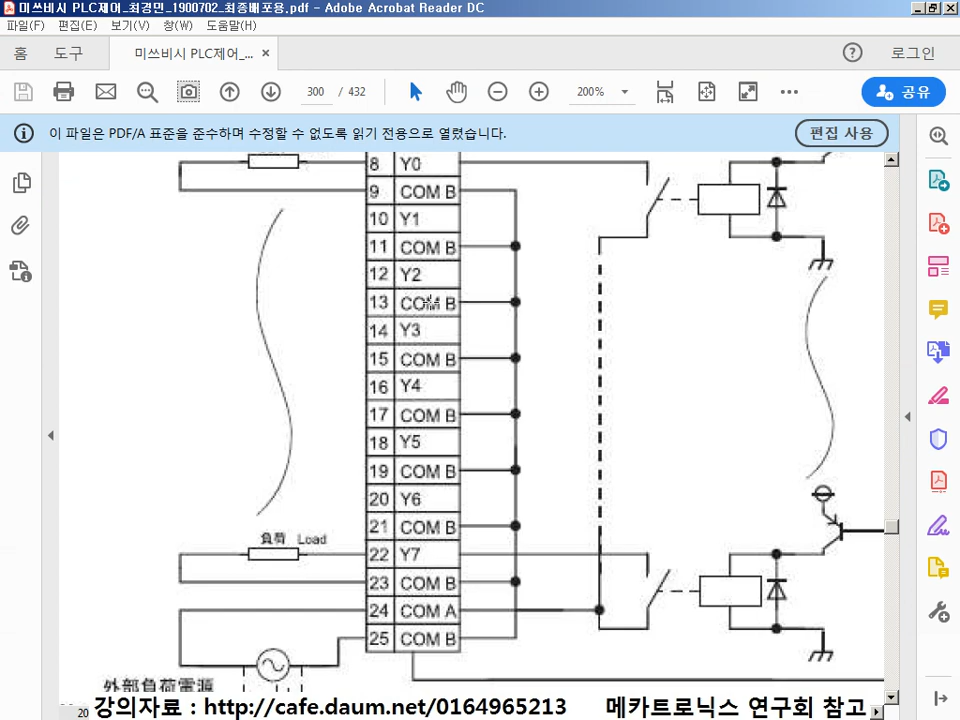 미쓰비시 PLC제어_최경민_1900702_최종배포용.pdf - Adobe Acrobat Reader DC
파일(F) 편집(E) 보기(V) 창(W) 도움말(H)
홈 도구 미쓰비시 PLC제어_... × ? 로그인
300 / 432 200% 공유
이 파일은 PDF/A 표준을 준수하며 수정할 수 없도록 읽기 전용으로 열렸습니다. 편집 사용
8 Y0
9 COM B
10 Y1
11 COM B
12 Y2
13 COM B
14 Y3
15 COM B
16 Y4
17 COM B
18 Y5
19 COM B
20 Y6
21 COM B
負荷 Load
22 Y7
23 COM B
24 COM A
25 COM B
外部負荷電源
20 강의자료 : http://cafe.daum.net/0164965213 메카트로닉스 연구회 참고